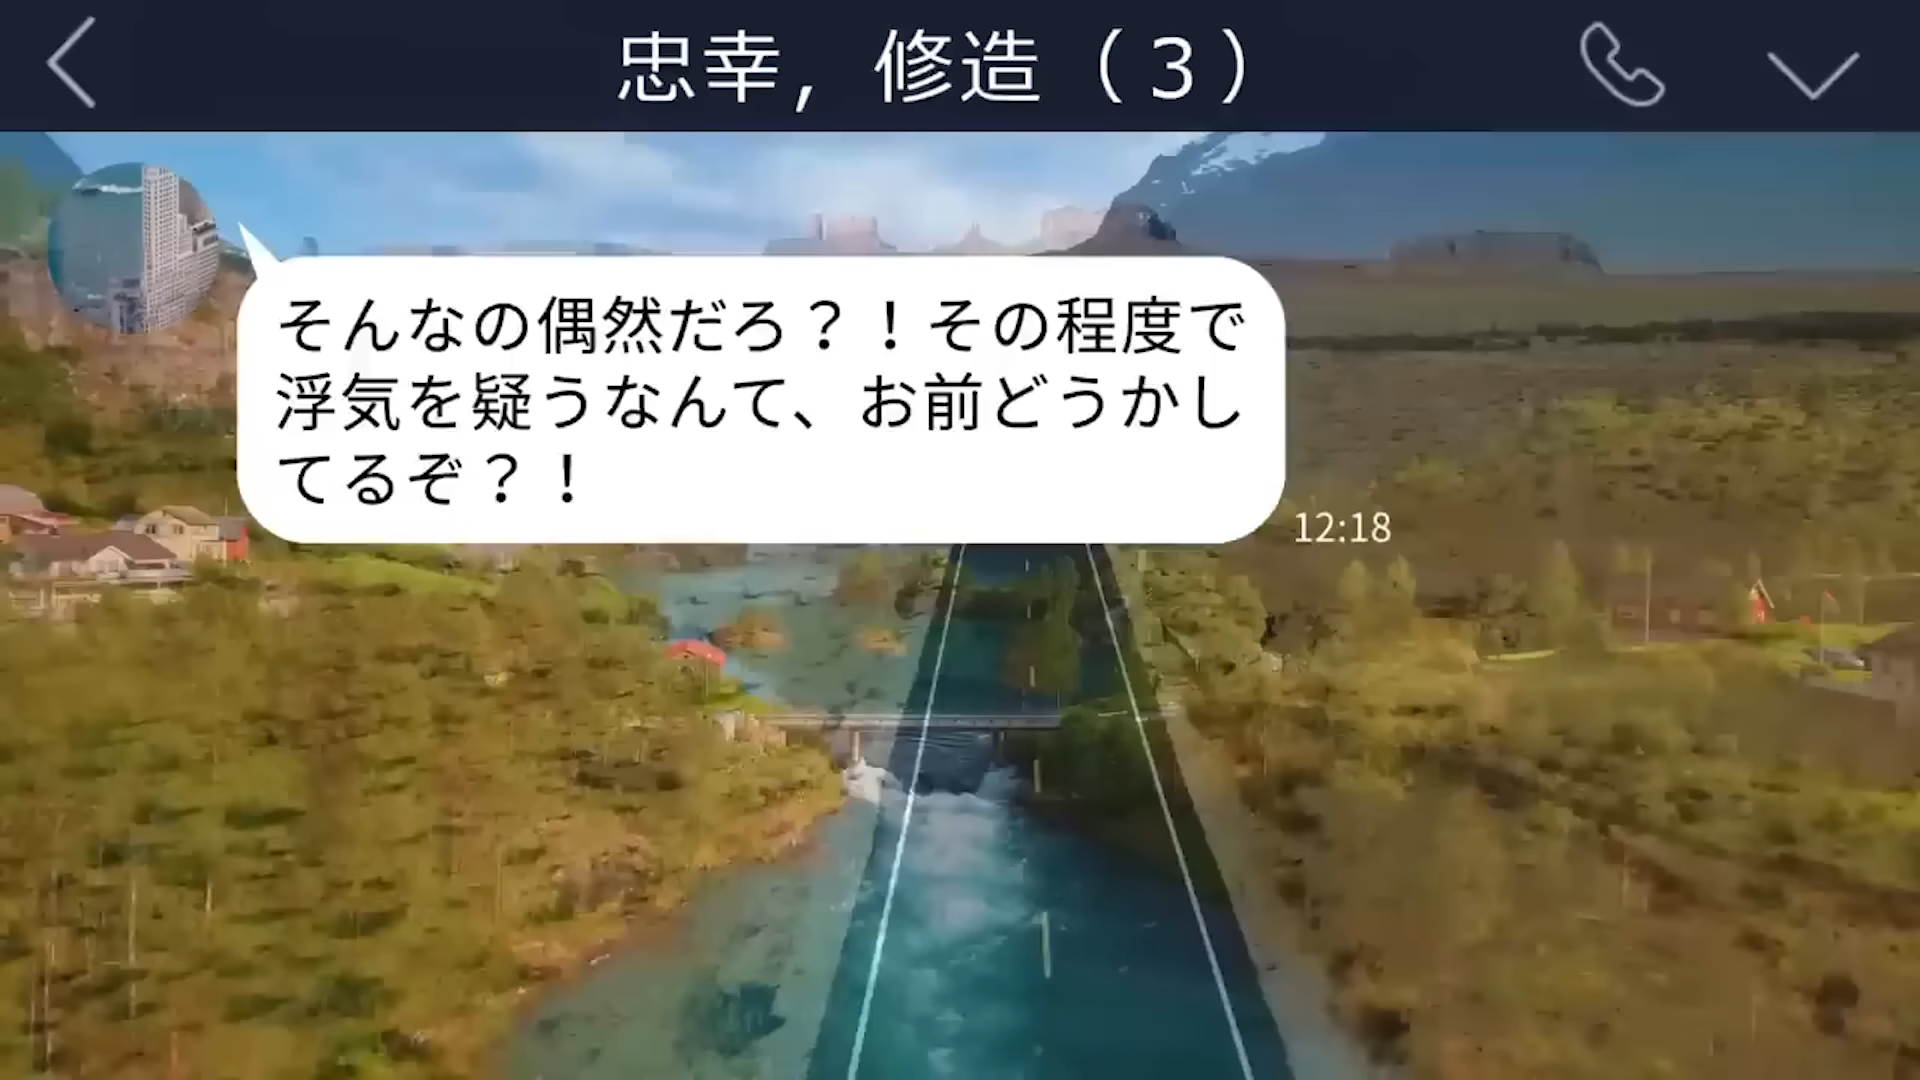 忠幸，修造（３）
そんなの偶然だろ？！その程度で
浮気を疑うなんて、お前どうかし
てるぞ？！
12:18